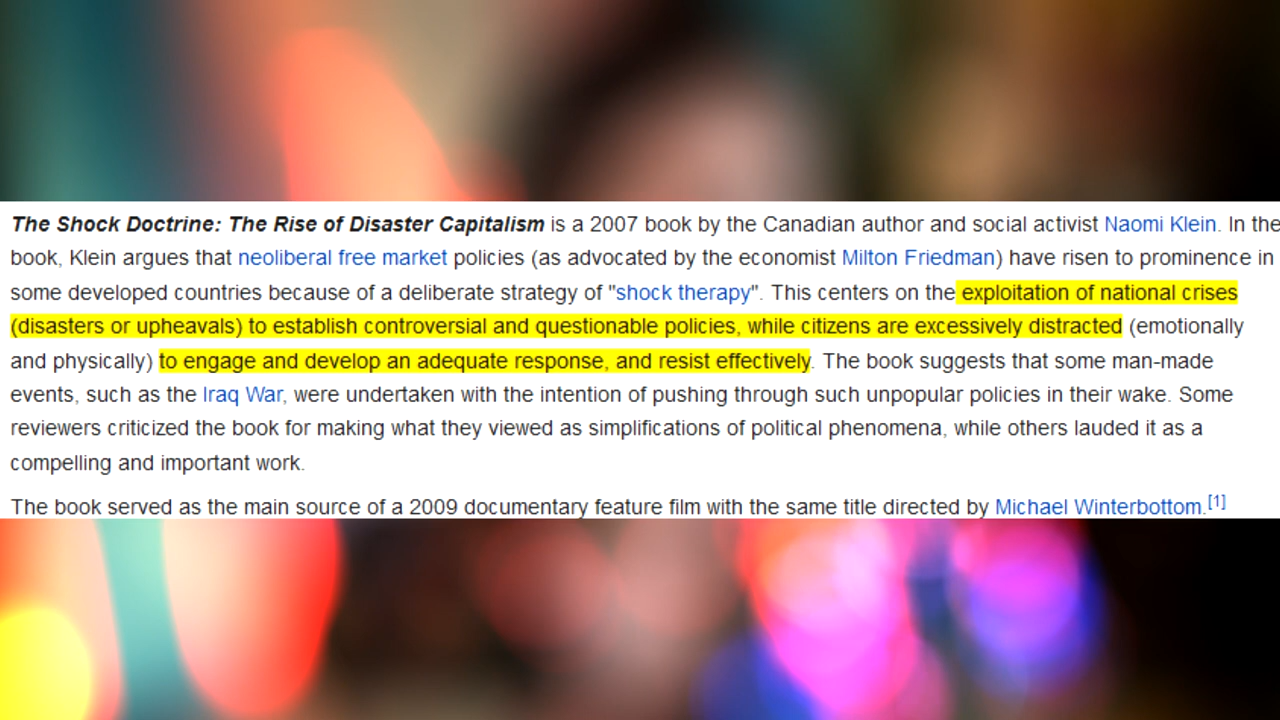 The Shock Doctrine: The Rise of Disaster Capitalism is a 2007 book by the Canadian author and social activist Naomi Klein. In the
book, Klein argues that neoliberal free market policies (as advocated by the economist Milton Friedman) have risen to prominence in
some developed countries because of a deliberate strategy of "shock therapy". This centers on the exploitation of national crises
(disasters or upheavals) to establish controversial and questionable policies, while citizens are excessively distracted (emotionally
and physically) to engage and develop an adequate response, and resist effectively. The book suggests that some man-made
events, such as the Iraq War, were undertaken with the intention of pushing through such unpopular policies in their wake. Some
reviewers criticized the book for making what they viewed as simplifications of political phenomena, while others lauded it as a
compelling and important work.
The book served as the main source of a 2009 documentary feature film with the same title directed by Michael Winterbottom.[1]